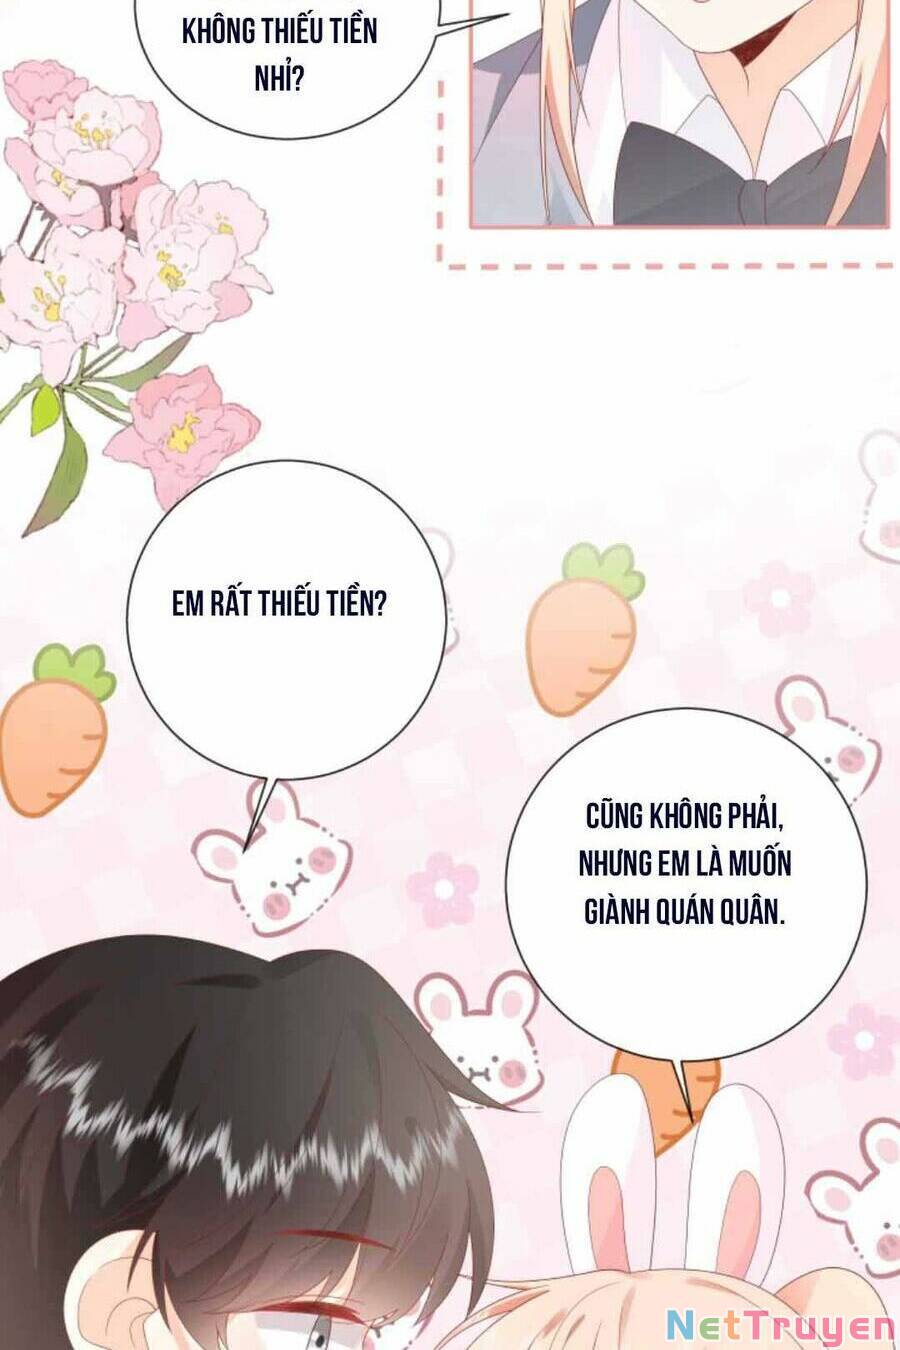 KHÔNG THIẾU TIỀN
NHỈ?
EM RẤT THIẾU TIỀN?
CŨNG KHÔNG PHẢI,
NHƯNG EM LÀ MUỐN
GIÀNH QUÁN QUÂN.
NetTruyen